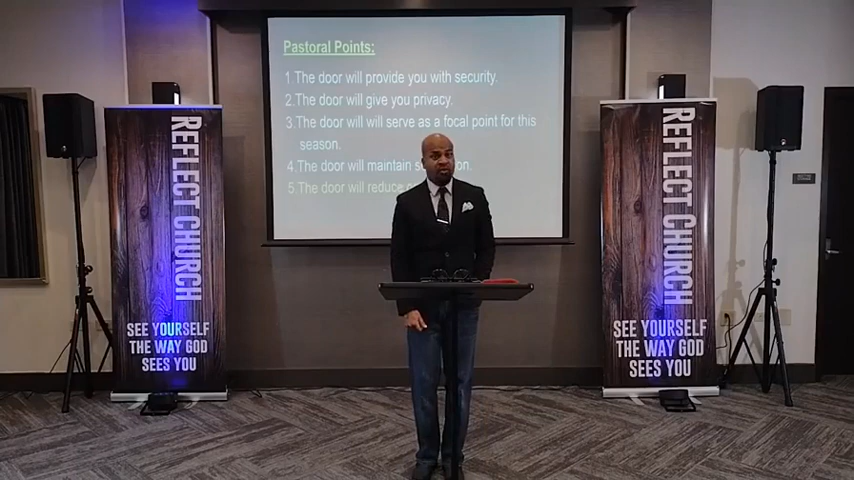 Pastoral Points:
1.The door will provide you with security.
2.The door will give you privacy.
3.The door will will serve as a focal point for this
season.
4.The door will maintain
5.The door will reduce
REFLECT CHURCH
SEE YOURSELF
THE WAY GOD
SEES YOU
REFLECT CHURCH
SEE YOURSELF
THE WAY GOD
SEES YOU